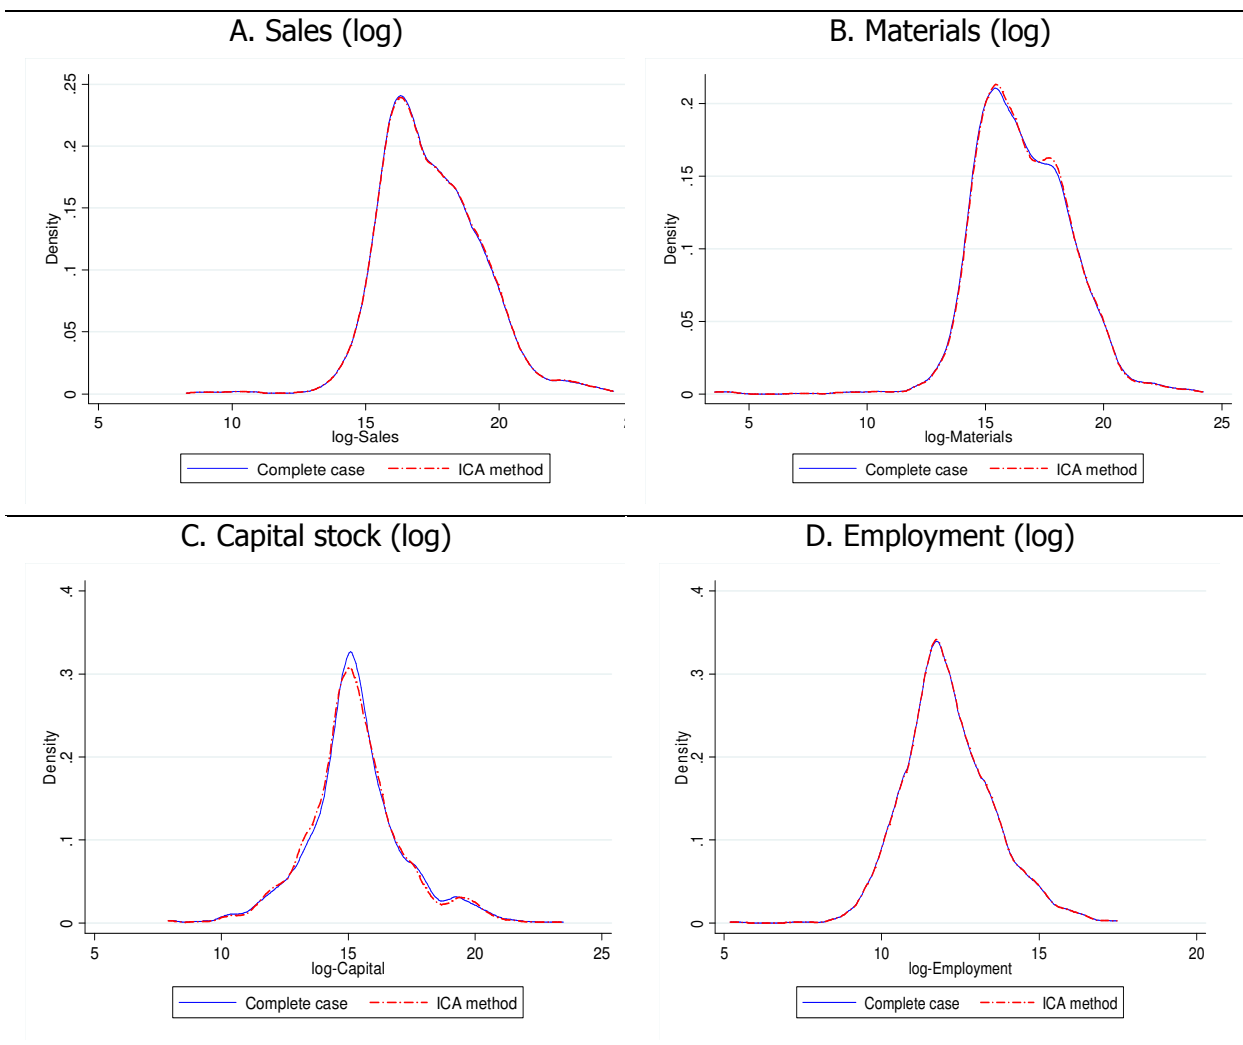 A. Sales (log)
B. Materials (log)
.25
.2
.15
.1
.05
0
Density
5
10
15
20
log-Sales
Complete case
ICA method
.2
.15
.1
.05
0
Density
5
10
15
20
25
log-Materials
Complete case
ICA method
C. Capital stock (log)
D. Employment (log)
.4
.3
.2
.1
0
Density
5
10
15
20
25
log-Capital
Complete case
ICA method
.4
.3
.2
.1
0
Density
5
10
15
20
log-Employment
Complete case
ICA method